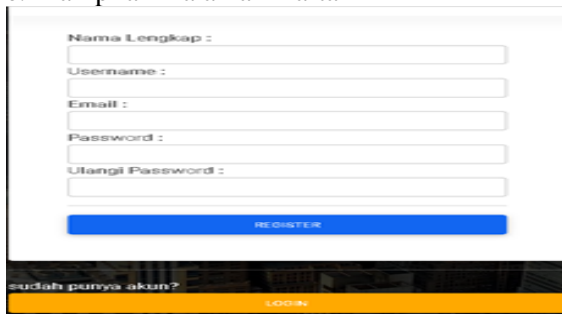 Nama Lengkap :
Username :
Email :
Password :
Ulangi Password :
REGISTER
sudah punya akun?
LOGIN